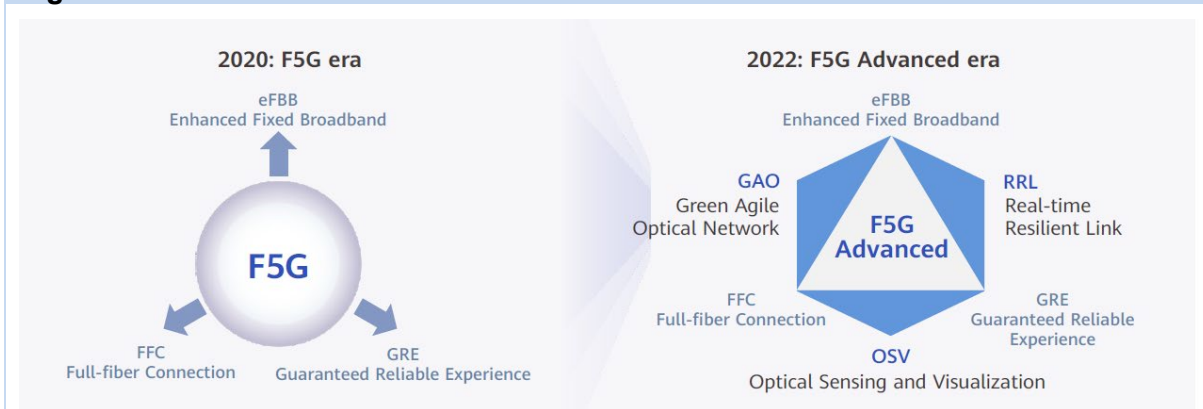 2020: F5G era
eFBB
Enhanced Fixed Broadband
F5G
FFC
Full-fiber Connection
GRE
Guaranteed Reliable Experience
2022: F5G Advanced era
eFBB
Enhanced Fixed Broadband
GAO
Green Agile
Optical Network
RRL
Real-time
Resilient Link
F5G
Advanced
FFC
Full-fiber Connection
GRE
Guaranteed Reliable
Experience
OSV
Optical Sensing and Visualization